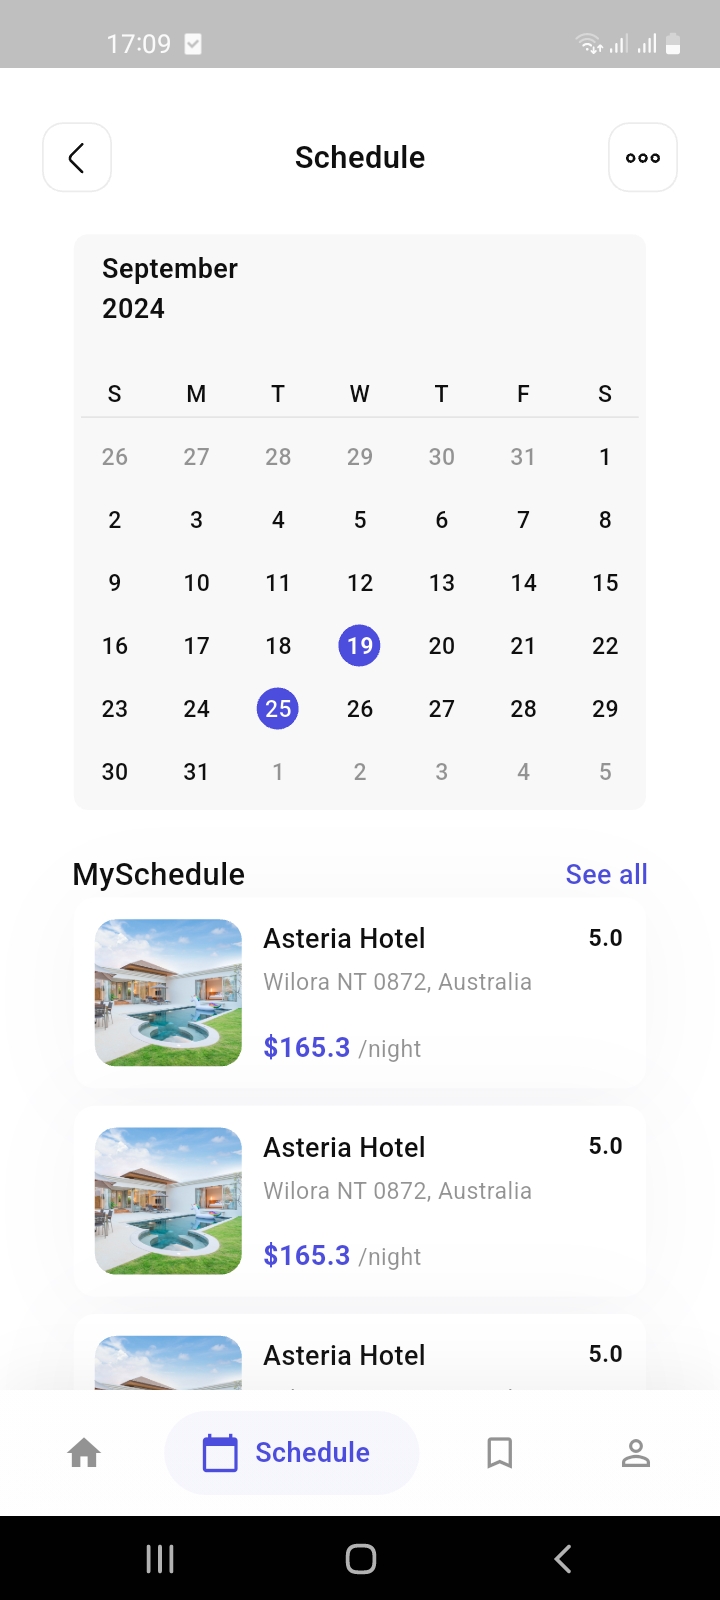 17:09
Schedule
September
2024
S M T W T F S
26 27 28 29 30 31 1
2 3 4 5 6 7 8
9 10 11 12 13 14 15
16 17 18 19 20 21 22
23 24 25 26 27 28 29
30 31 1 2 3 4 5
MySchedule See all
Asteria Hotel 5.0
Wilora NT 0872, Australia
$165.3 /night
Asteria Hotel 5.0
Wilora NT 0872, Australia
$165.3 /night
Asteria Hotel 5.0
Schedule